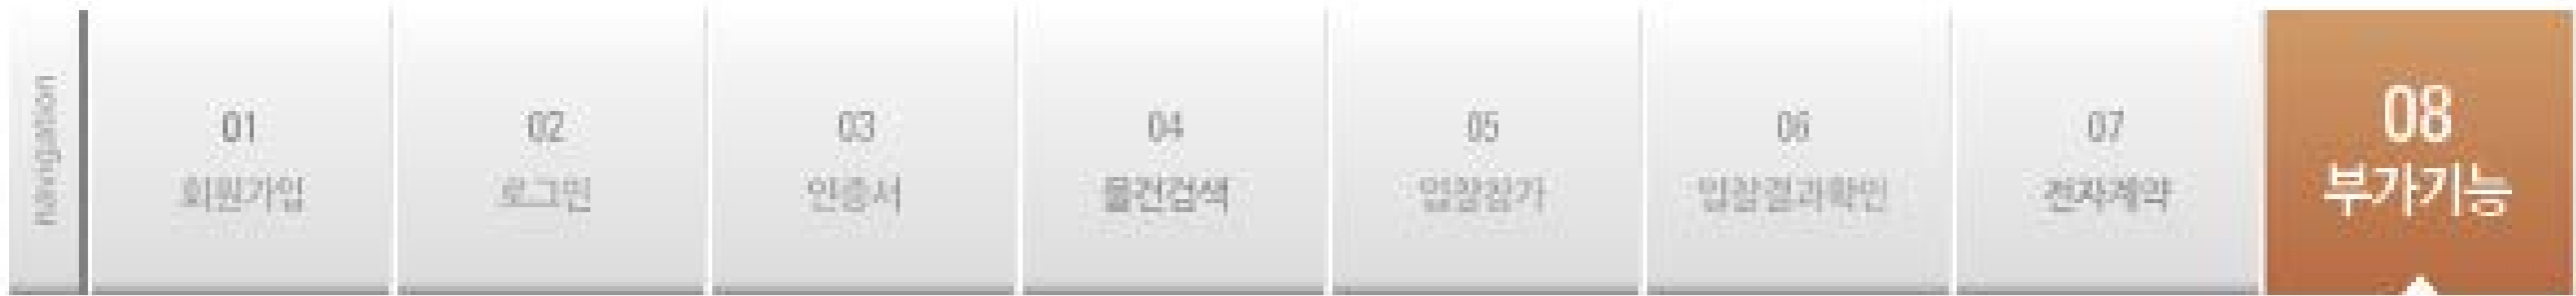 navigation
01
회원가입
02
로그인
03
인증서
04
물건검색
05
입찰참가
06
입찰결과확인
07
전자계약
08
부가기능